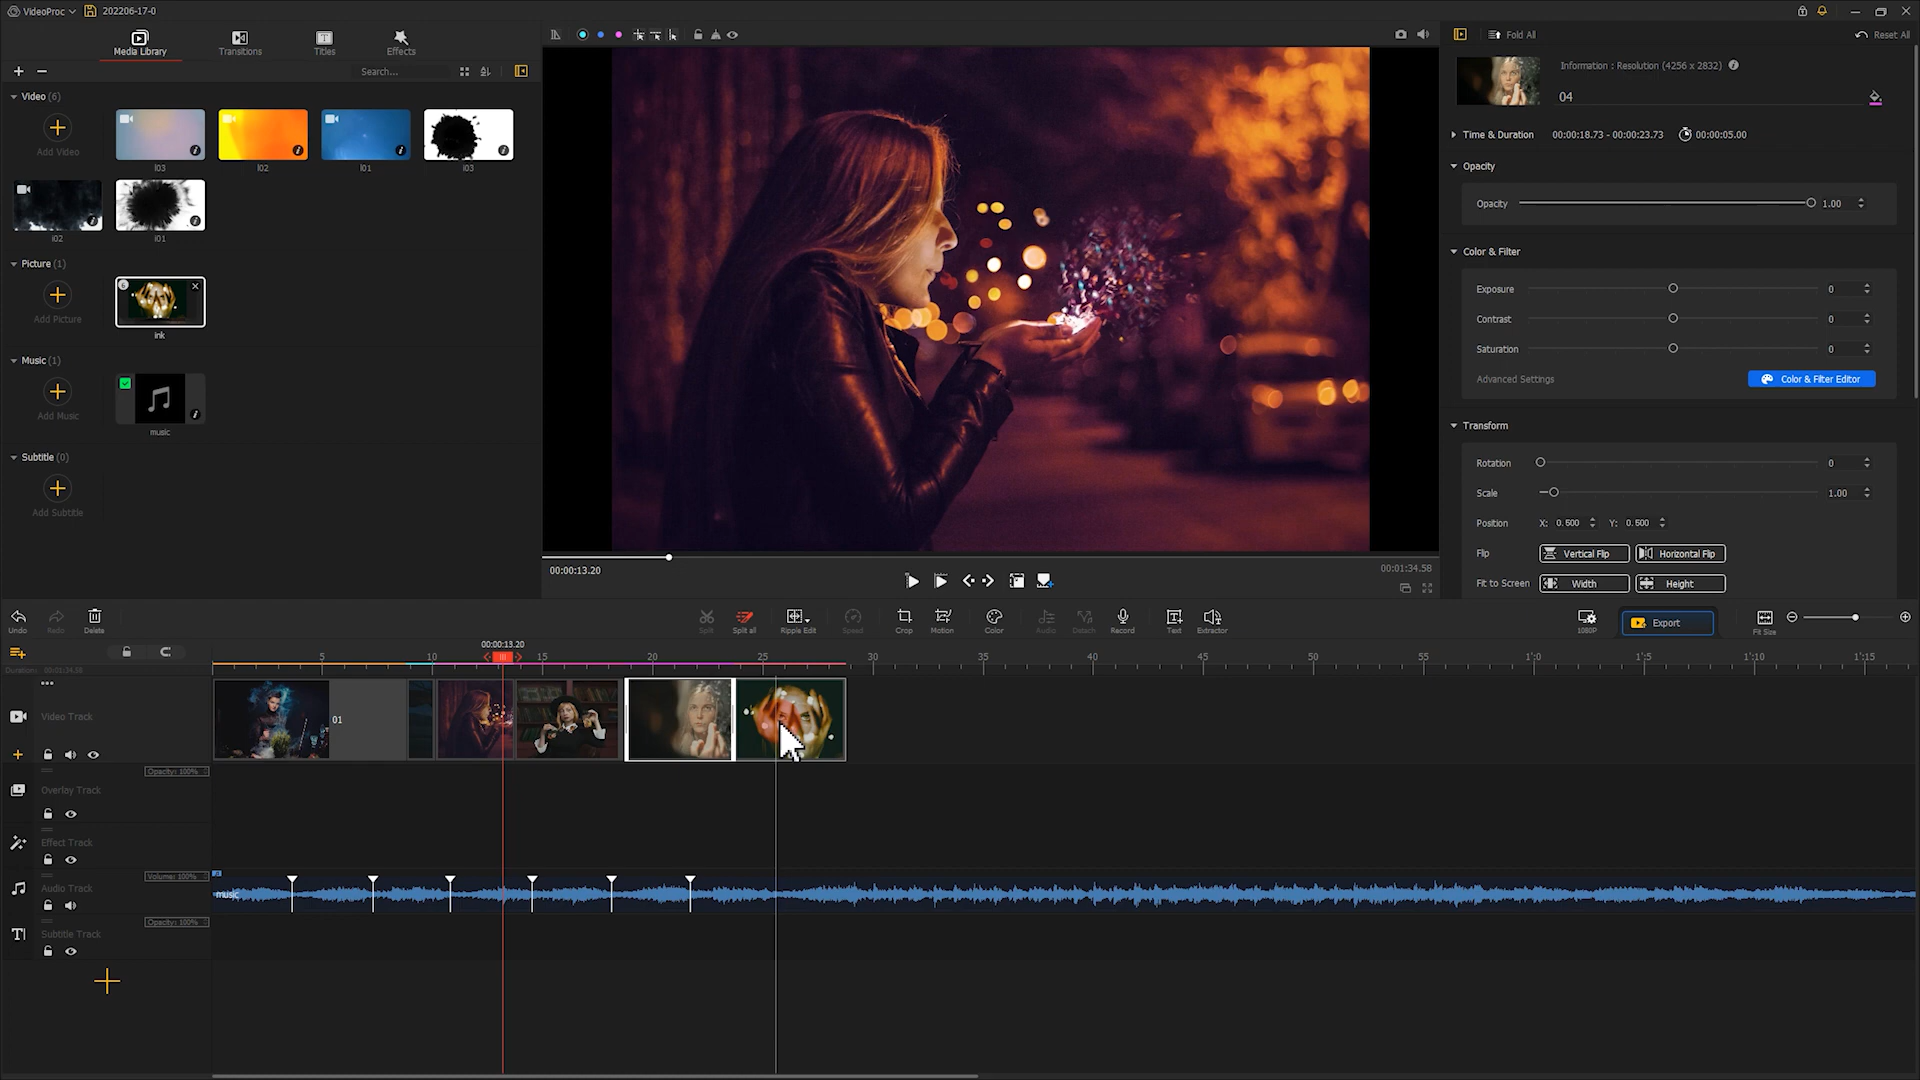 VideoProc
202206-17-0
Media Library
Transitions
Titles
Effects
Search...
Video (6)
Add Video
l03
l02
l01
i03
i02
i01
Picture (1)
Add Picture
ink
Music (1)
Add Music
music
Subtitle (0)
Add Subtitle
00:00:13.20
00:01:34.58
Fold All
Reset All
Information : Resolution (4256 x 2832)
04
Time & Duration
00:00:18.73 - 00:00:23.73
00:00:05.00
Opacity
Opacity
1.00
Color & Filter
Exposure
0
Contrast
0
Saturation
0
Advanced Settings
Color & Filter Editor
Transform
Rotation
0
Scale
1.00
Position
X: 0.500
Y: 0.500
Flip
Vertical Flip
Horizontal Flip
Fit to Screen
Width
Height
Undo
Redo
Delete
Split
Split all
Ripple Edit
Speed
Crop
Motion
Color
Audio
Detach
Record
Text
Extractor
1080P
Export
Fit Size
00:00:13.20
5
10
15
20
25
30
35
40
45
50
55
1'0
1'5
1'10
1'15
Duration: 00:01:34.58
Video Track
01
Opacity: 100%
Overlay Track
Effect Track
Volume: 100%
Audio Track
music
Opacity: 100%
Subtitle Track